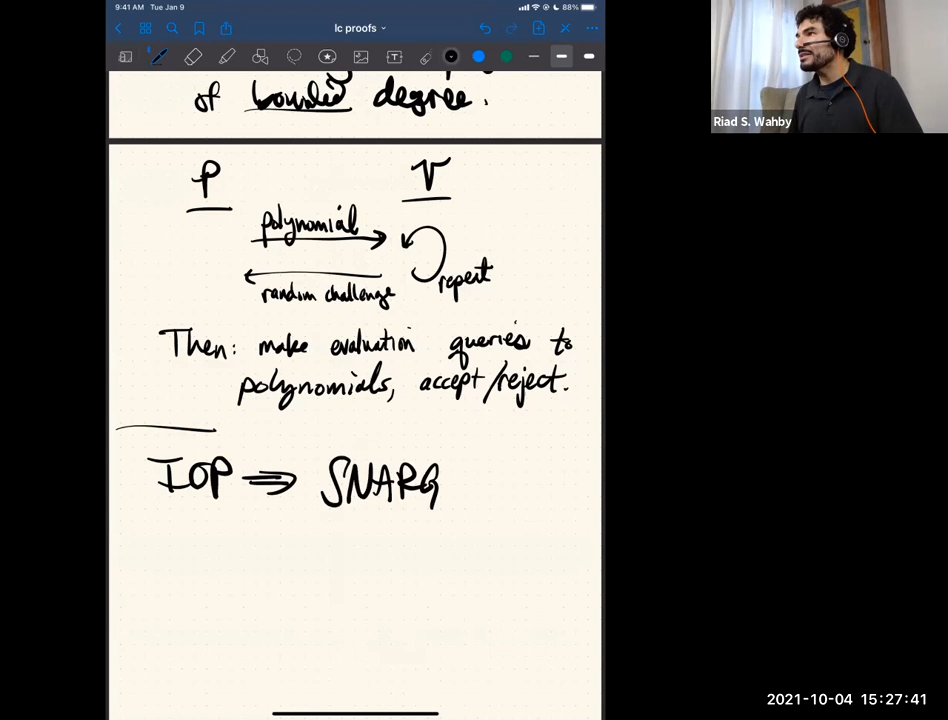 9:41 AM Tue Jan 9
88%
lc proofs
of bounded degree.
P V
polynomial
repeat
random challenge
Then: make evaluation queries to
polynomials, accept/reject.
IOP ⇒ SNARG
Riad S. Wahby
2021-10-04 15:27:41